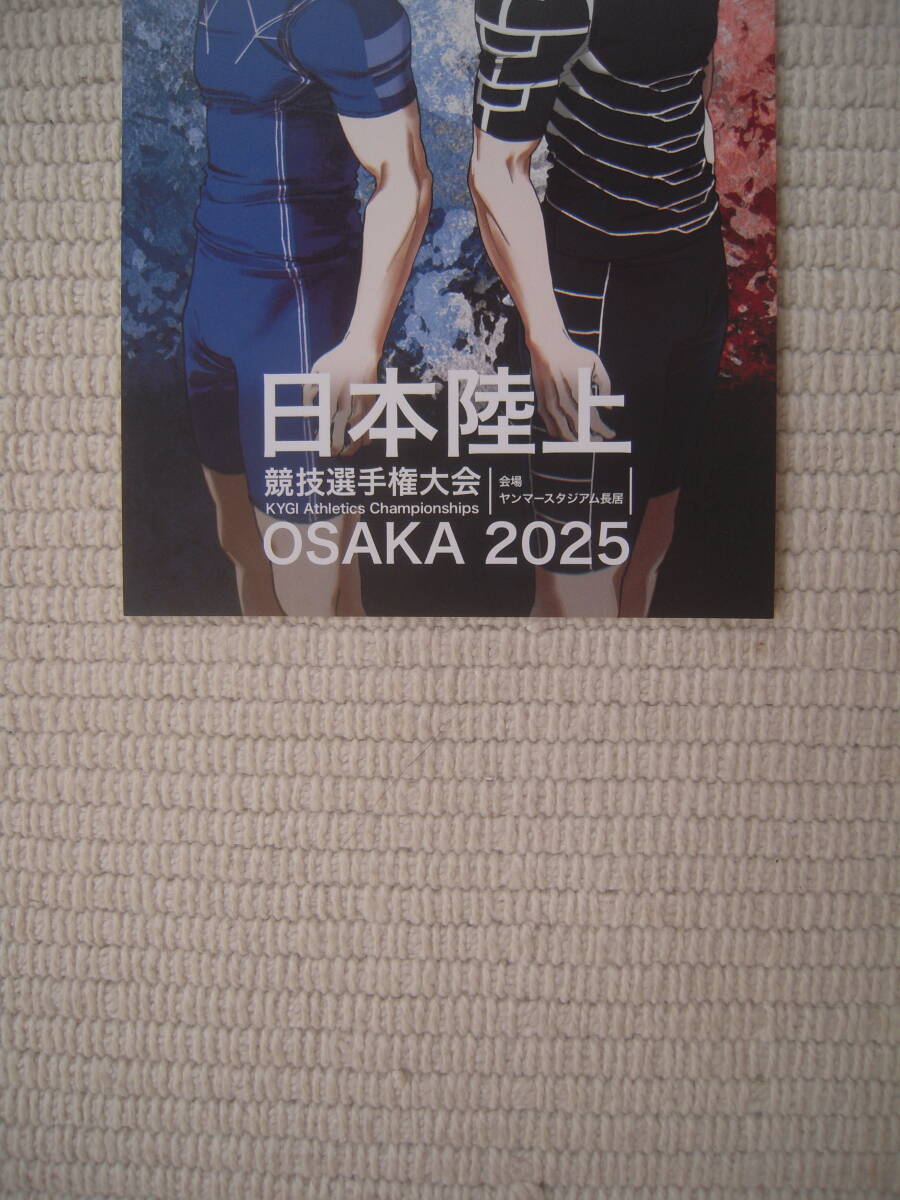 日本陸上
競技選手権大会
KYGI Athletics Championships
会場
ヤンマースタジアム長居
OSAKA 2025